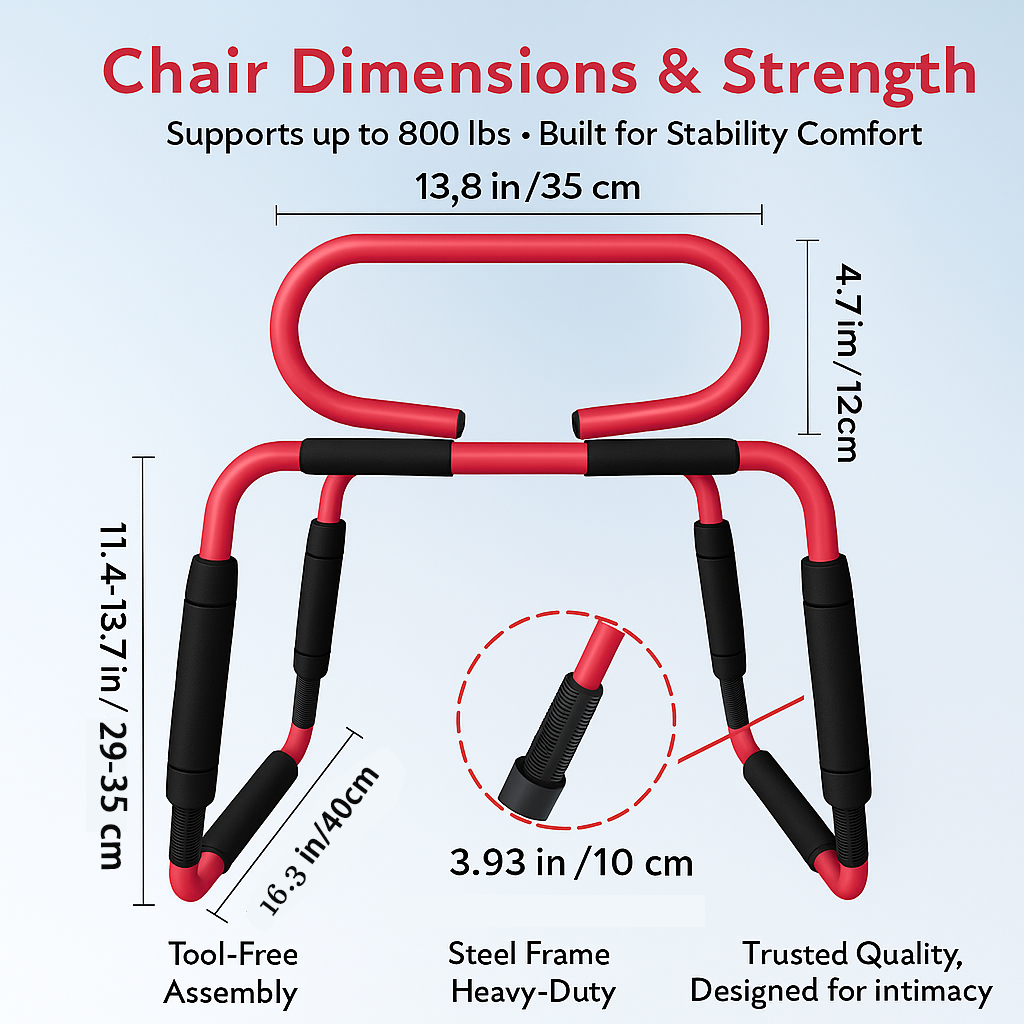 Chair Dimensions & Strength
Supports up to 800 lbs • Built for Stability Comfort
13,8 in/35 cm
4.7 im/12cm
11.4-13.7 in/ 29-35 cm
16.3 in/40cm
3.93 in /10 cm
Tool-Free
Assembly
Steel Frame
Heavy-Duty
Trusted Quality,
Designed for intimacy